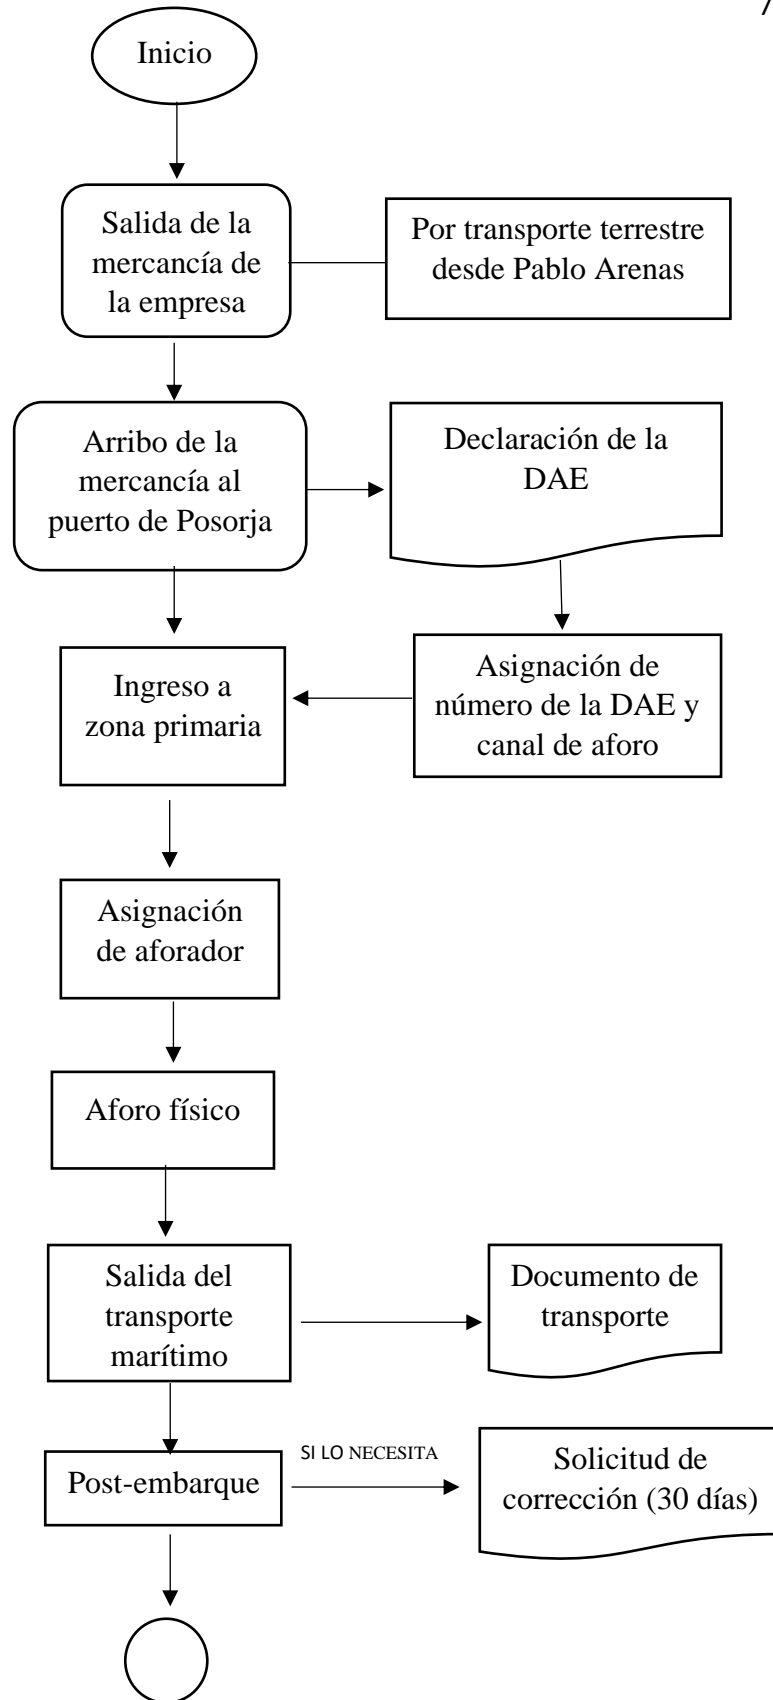 Inicio
Salida de la
mercancía de
la empresa
Por transporte terrestre
desde Pablo Arenas
Arribo de la
mercancía al
puerto de Posorja
Declaración de la
DAE
Ingreso a
zona primaria
Asignación de
número de la DAE y
canal de aforo
Asignación
de aforador
Aforo físico
Salida del
transporte
marítimo
Documento de
transporte
Post-embarque
SI LO NECESITA
Solicitud de
corrección (30 días)